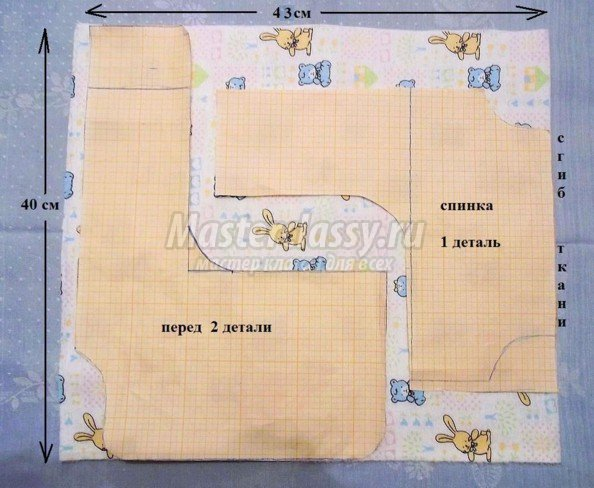 43см
40 см
сгиб ткани
спинка
1 деталь
Masterclassy.ru
мастер классы для всех
перед 2 детали